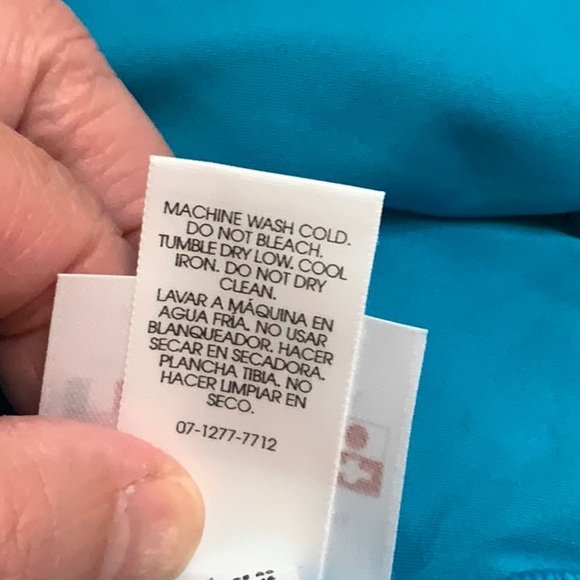 MACHINE WASH COLD.
DO NOT BLEACH.
TUMBLE DRY LOW. COOL
IRON. DO NOT DRY
CLEAN.
LAVAR A MÁQUINA EN
AGUA FRÍA. NO USAR
BLANQUEADOR. HACER
SECAR EN SECADORA.
PLANCHA TIBIA. NO
HACER LIMPIAR EN
SECO.
07-1277-7712